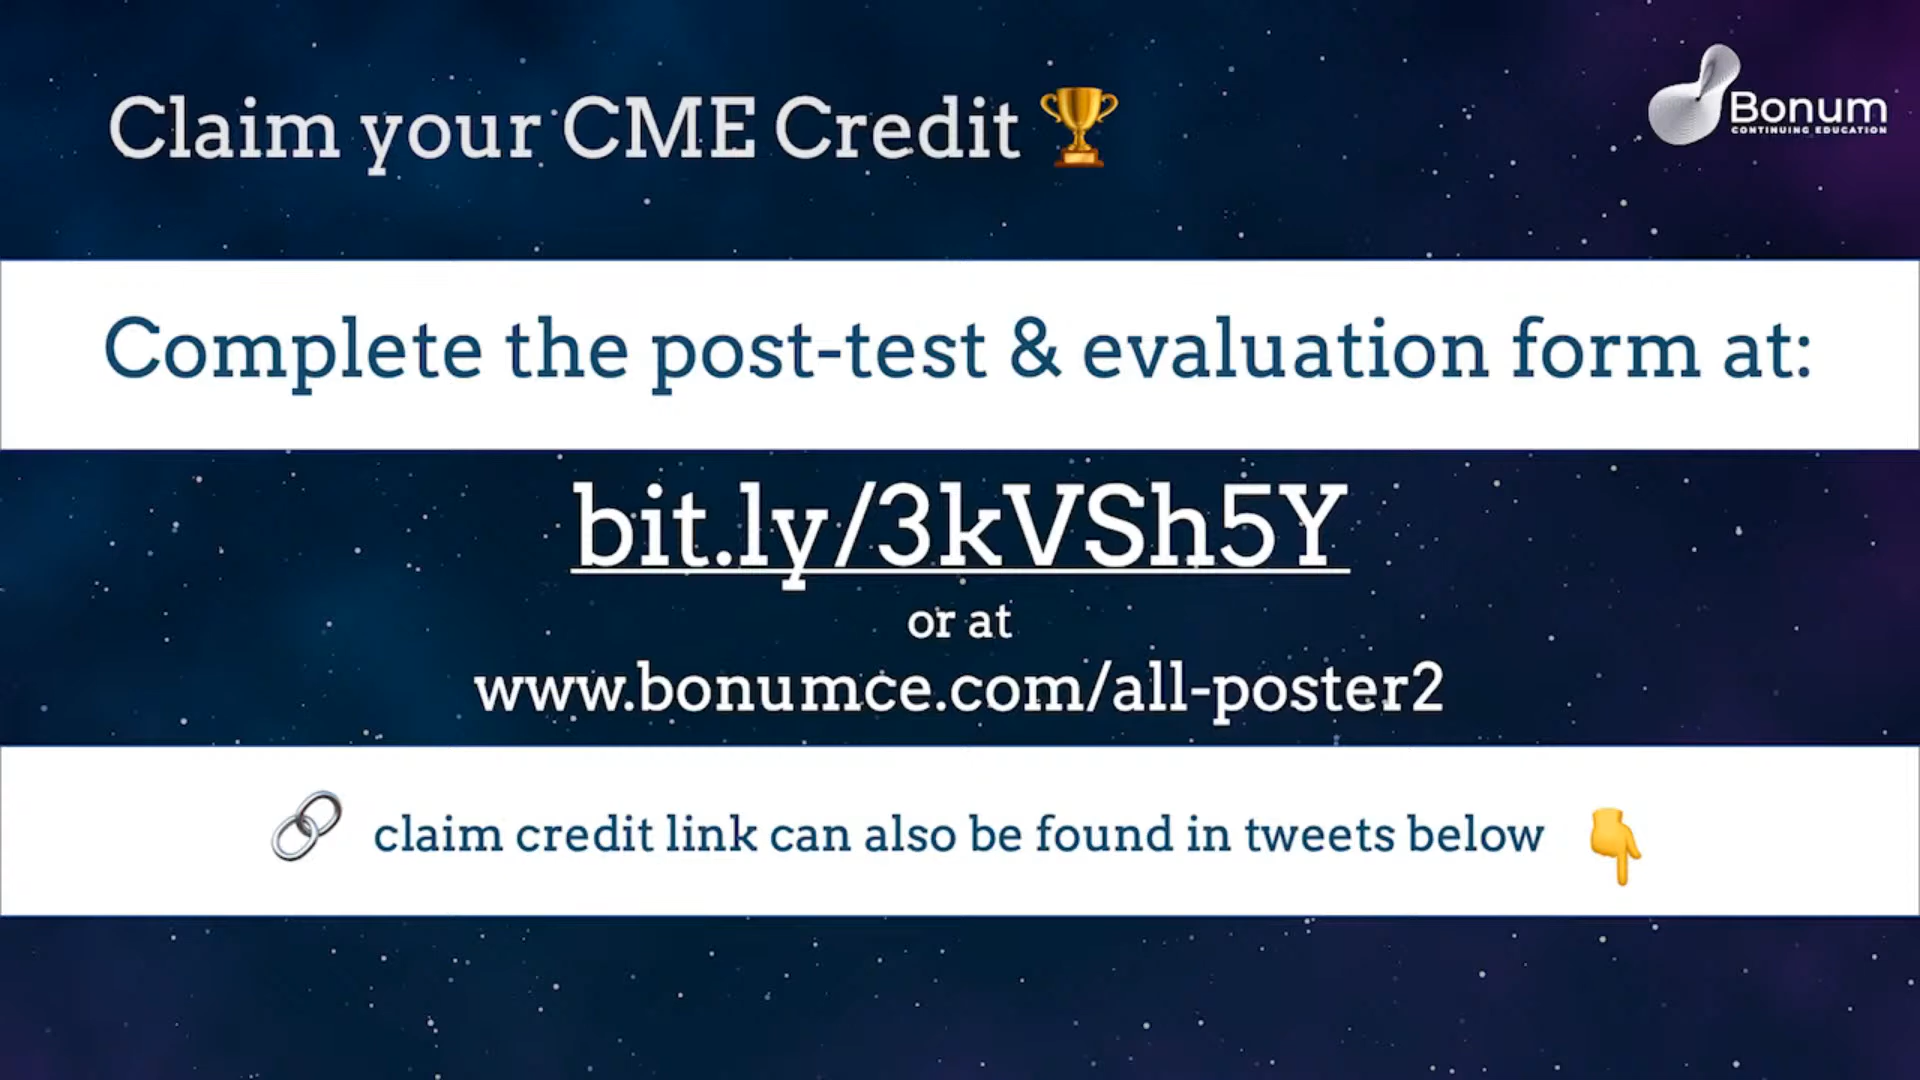 Claim your CME Credit 🏆
Bonum
CONTINUING EDUCATION
Complete the post-test & evaluation form at:
bit.ly/3kVSh5Y
or at
www.bonumce.com/all-poster2
claim credit link can also be found in tweets below